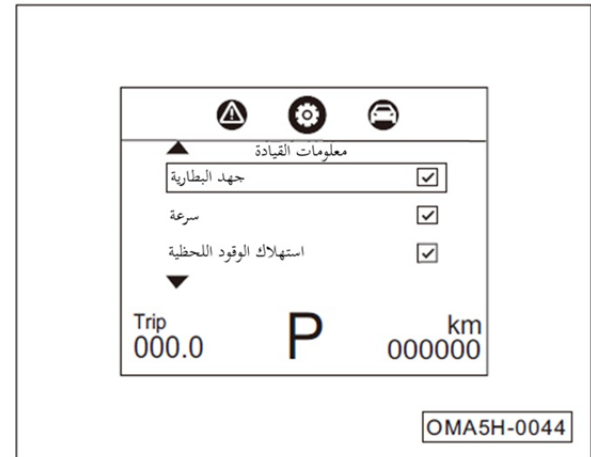 معلومات القيادة
جهد البطارية
سرعة
استهلاك الوقود اللحظية
Trip
000.0
P
km
000000
OMA5H-0044